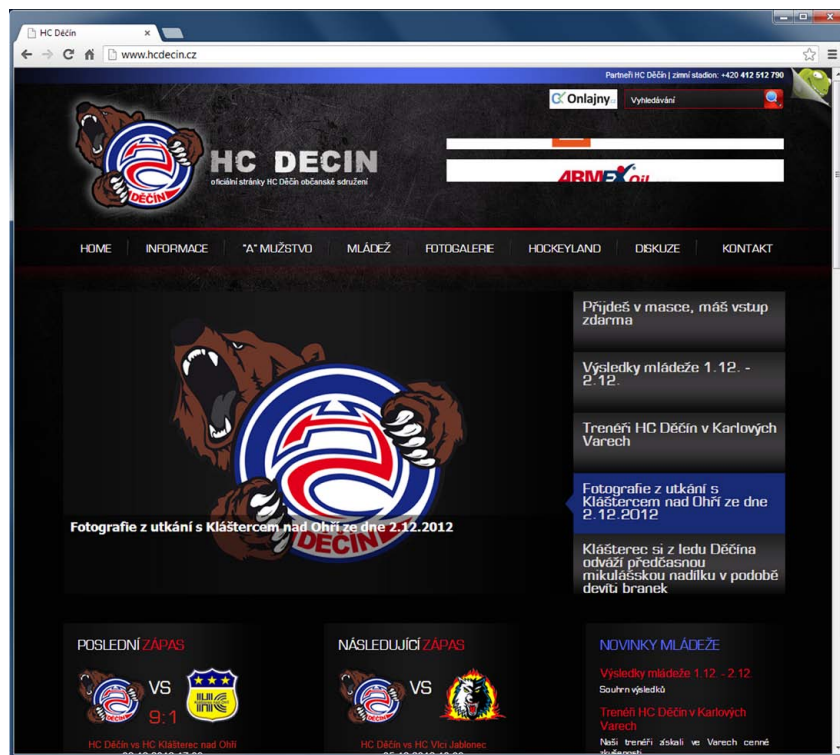 HC Děčín
www.hcdecin.cz
Partneři HC Děčín | zimní stadion: +420 412 512 790
Onlajny
Vyhledávání
HC DECIN
oficiální stránky HC Děčín občanské sdružení
ARMEX Oil
DĚČÍN
HOME INFORMACE "A" MUŽSTVO MLÁDEŽ FOTOGALERIE HOCKEYLAND DISKUZE KONTAKT
Přijdeš v masce, máš vstup
zdarma
Výsledky mládeže 1.12. -
2.12.
Trenéři HC Děčín v Karlových
Varech
Fotografie z utkání s
Kláštercem nad Ohří ze dne
2.12.2012
Klášterec si z ledu Děčína
odváží předčasnou
mikulášskou nadílku v podobě
devíti branek
Fotografie z utkání s Kláštercem nad Ohří ze dne 2.12.2012
DĚČÍN
POSLEDNÍ ZÁPAS
VS
9:1
DĚČÍN
HC Děčín vs HC Klášterec nad Ohří
NÁSLEDUJÍCÍ ZÁPAS
VS
DĚČÍN
HC Děčín vs HC Vlci Jablonec
NOVINKY MLÁDEŽE
Výsledky mládeže 1.12. - 2.12
Souhrn výsledků
Trenéři HC Děčín v Karlových
Varech
Naši trenéři získali ve Varech cenné
zkušenosti